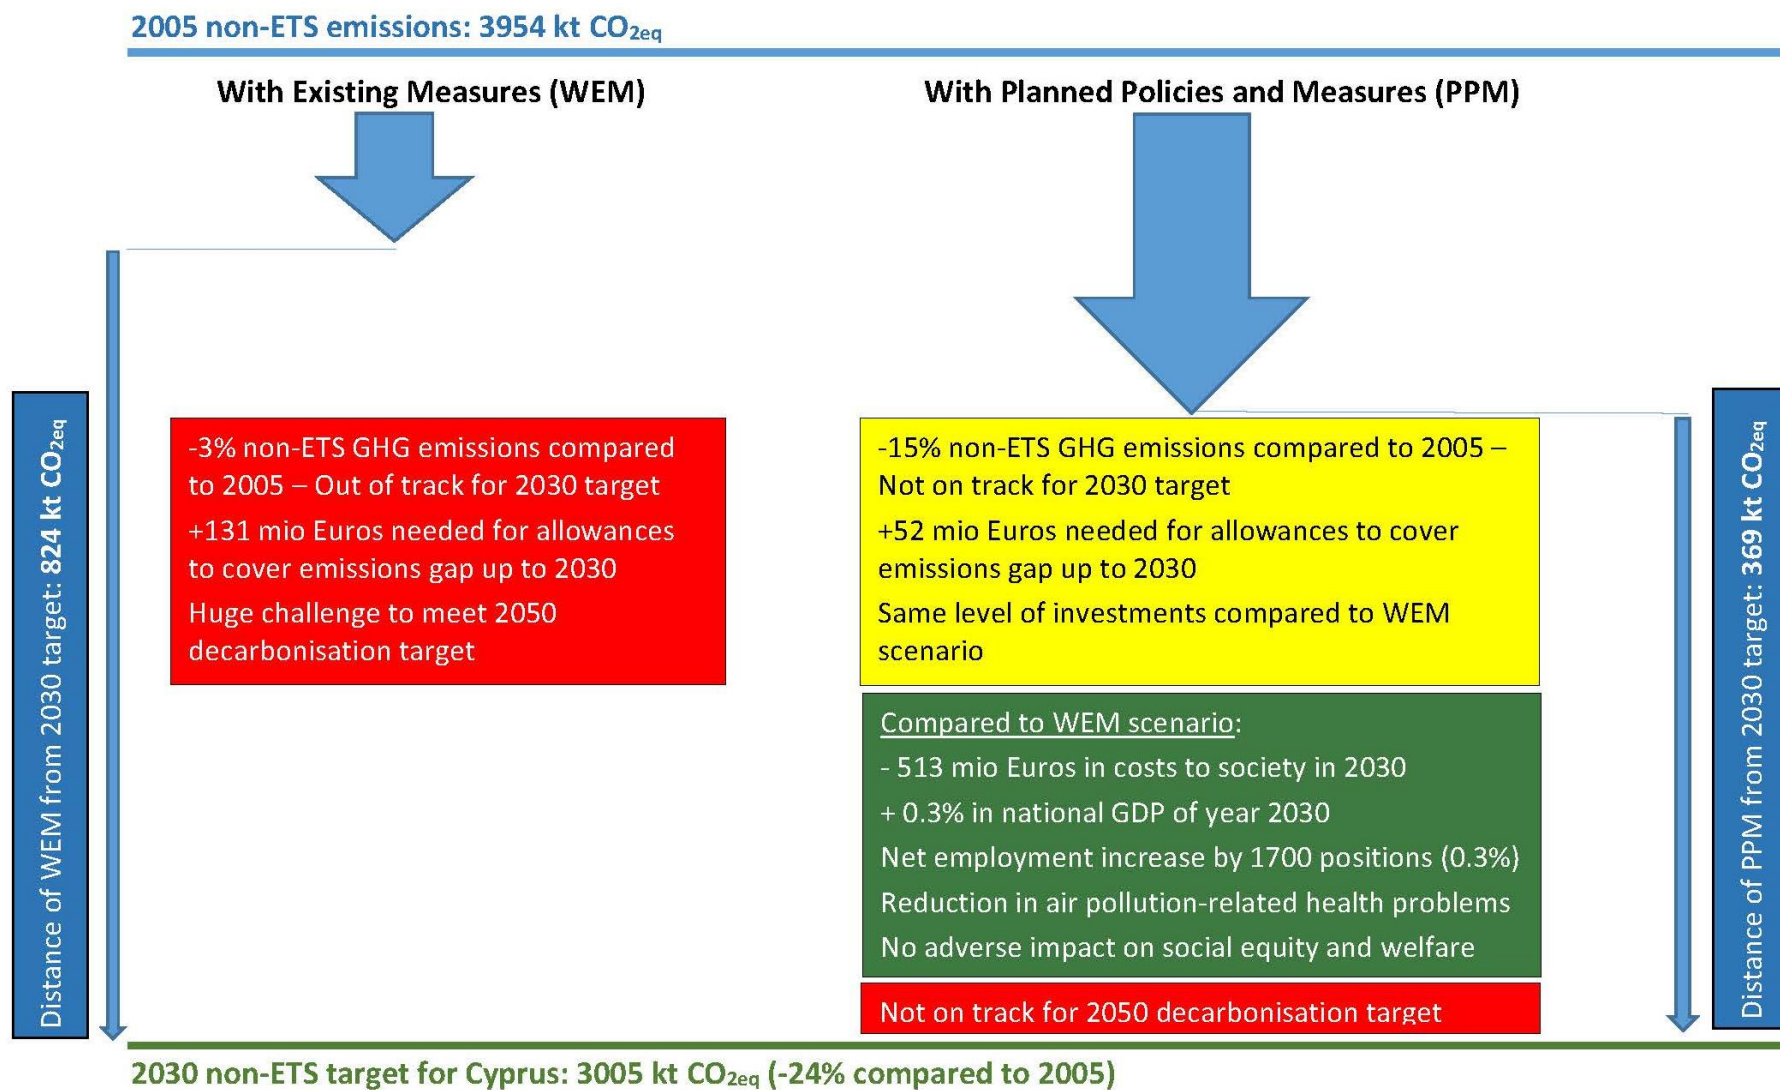 2005 non-ETS emissions: 3954 kt CO2eq
With Existing Measures (WEM)
With Planned Policies and Measures (PPM)
Distance of WEM from 2030 target: 824 kt CO2eq
-3% non-ETS GHG emissions compared
to 2005 – Out of track for 2030 target
+131 mio Euros needed for allowances
to cover emissions gap up to 2030
Huge challenge to meet 2050
decarbonisation target
-15% non-ETS GHG emissions compared to 2005 –
Not on track for 2030 target
+52 mio Euros needed for allowances to cover
emissions gap up to 2030
Same level of investments compared to WEM
scenario
Compared to WEM scenario:
- 513 mio Euros in costs to society in 2030
+ 0.3% in national GDP of year 2030
Net employment increase by 1700 positions (0.3%)
Reduction in air pollution-related health problems
No adverse impact on social equity and welfare
Not on track for 2050 decarbonisation target
Distance of PPM from 2030 target: 369 kt CO2eq
2030 non-ETS target for Cyprus: 3005 kt CO2eq (-24% compared to 2005)